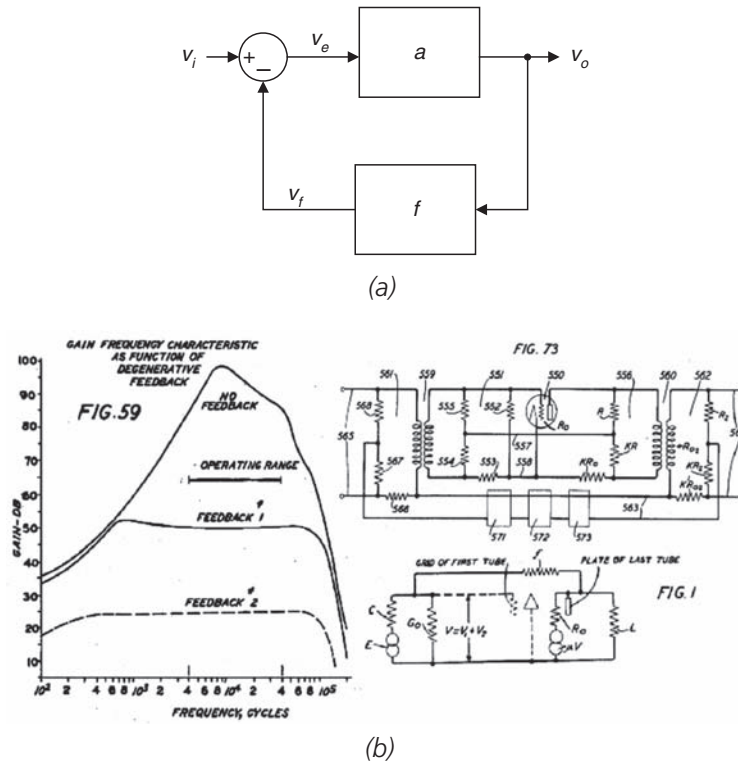 v_i
+
−
v_e
a
v_o
v_f
f
(a)
GAIN FREQUENCY CHARACTERISTIC
AS FUNCTION OF
DEGENERATIVE
FEEDBACK
FIG.59
NO
FEEDBACK
OPERATING RANGE
FEEDBACK 1
FEEDBACK 2
GAIN-DB
100
90
80
70
60
50
40
30
20
10
10² 2 4 6 8 10³ 2 4 6 8 10⁴ 2 4 6 8 10⁵
FREQUENCY, CYCLES
FIG. 73
561 559 551 550 556 560 562
568 555 552 R₀ R R₂
565 557
567 554 553 558 KR₀ KR
566 563
571 572 573
GRID OF FIRST TUBE
f
PLATE OF LAST TUBE
FIG.1
C G₀ V=V₁+V₂ R₀ L
E μV
(b)